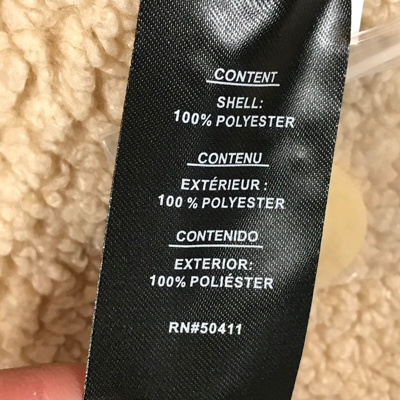 CONTENT
SHELL:
100% POLYESTER
CONTENU
EXTÉRIEUR :
100 % POLYESTER
CONTENIDO
EXTERIOR:
100% POLIÉSTER
RN#50411